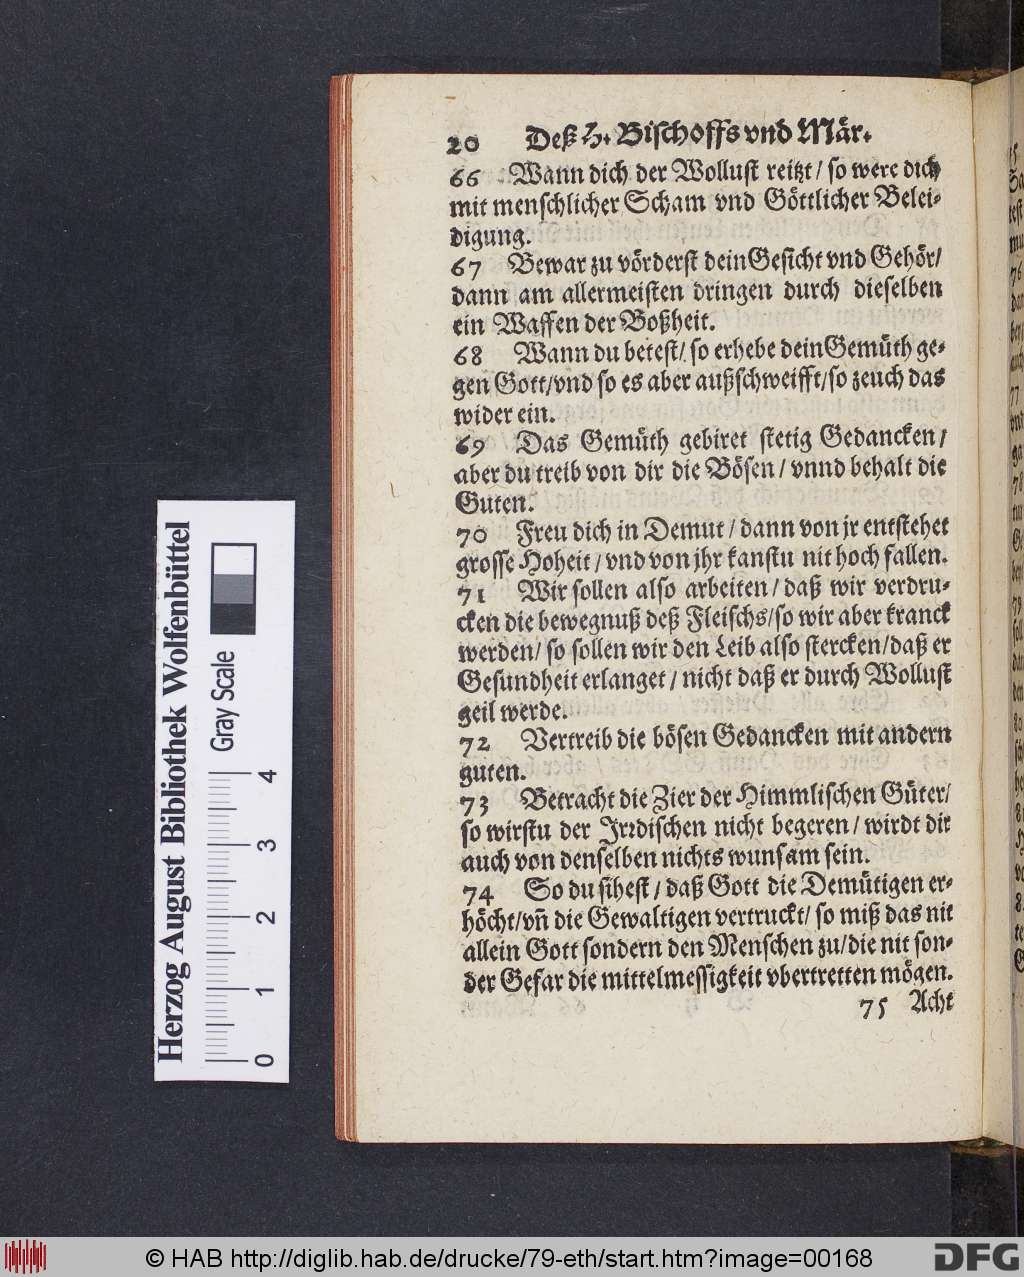 20 Deß H. Bischoffs vnd Mär.
66 Wann dich der Wollust reitzt / so were dich
mit menschlicher Scham vnd Göttlicher Belei-
digung.
67 Bewar zu vörderst dein Gesicht vnd Gehör/
dann am allermeisten dringen durch dieselben
ein Waffen der Boßheit.
68 Wann du betest/ so erhebe dein Gemüth ge-
gen Gott/vnd so es aber außschweifft/so zeuch das
wider ein.
69 Das Gemüth gebiret stetig Gedancken /
aber du treib von dir die Bösen / vnnd behalt die
Guten.
70 Freu dich in Demut / dann von jr entstehet
grosse Hoheit / vnd von jhr kanstu nit hoch fallen.
71 Wir sollen also arbeiten / daß wir verdru-
cken die bewegnuß deß Fleischs/so wir aber kranck
werden/ so sollen wir den Leib also stercken/daß er
Gesundheit erlanget / nicht daß er durch Wollust
geil werde.
72 Vertreib die bösen Gedancken mit andern
guten.
73 Betracht die Zier der Himmlischen Güter/
so wirstu der Irrdischen nicht begeren / wirdt dir
auch von denselben nichts wunsam sein.
74 So du sihest / daß Gott die Demütigen er-
höcht/vñ die Gewaltigen vertruckt/ so miß das nit
allein Gott sondern den Menschen zu/die nit son-
der Gefar die mittelmessigkeit vbertretten mögen.
75 Acht
Herzog August Bibliothek Wolfenbüttel
Gray Scale
0 1 2 3 4
© HAB http://diglib.hab.de/drucke/79-eth/start.htm?image=00168
DFG